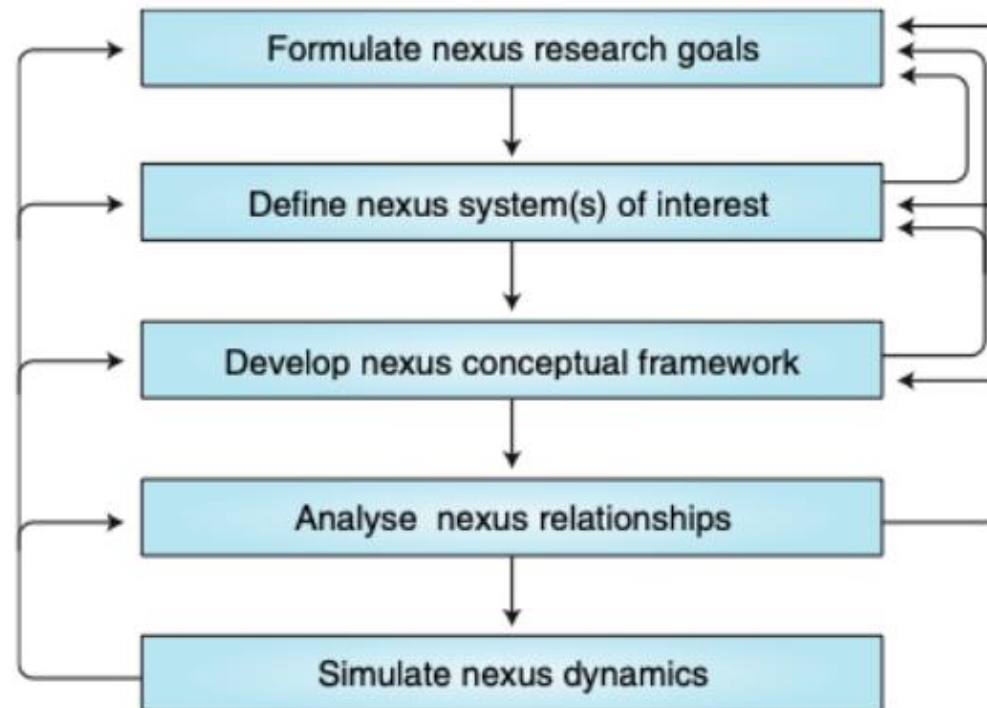 Formulate nexus research goals
Define nexus system(s) of interest
Develop nexus conceptual framework
Analyse nexus relationships
Simulate nexus dynamics